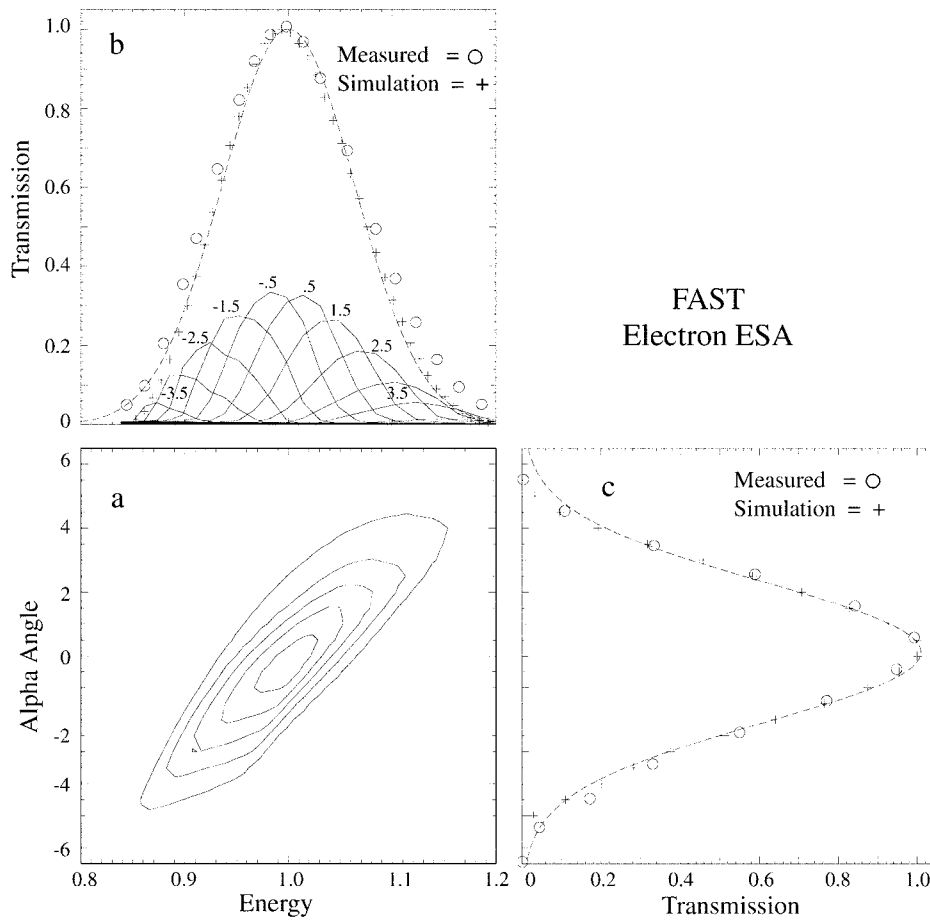 b
Measured = O
Simulation = +
Transmission
1.0
0.8
0.6
0.4
0.2
0
-.5
.5
-1.5
1.5
-2.5
2.5
-3.5
3.5
FAST
Electron ESA
a
Alpha Angle
6
4
2
0
-2
-4
-6
0.8 0.9 1.0 1.1 1.2
Energy
c
Measured = O
Simulation = +
0 0.2 0.4 0.6 0.8 1.0
Transmission